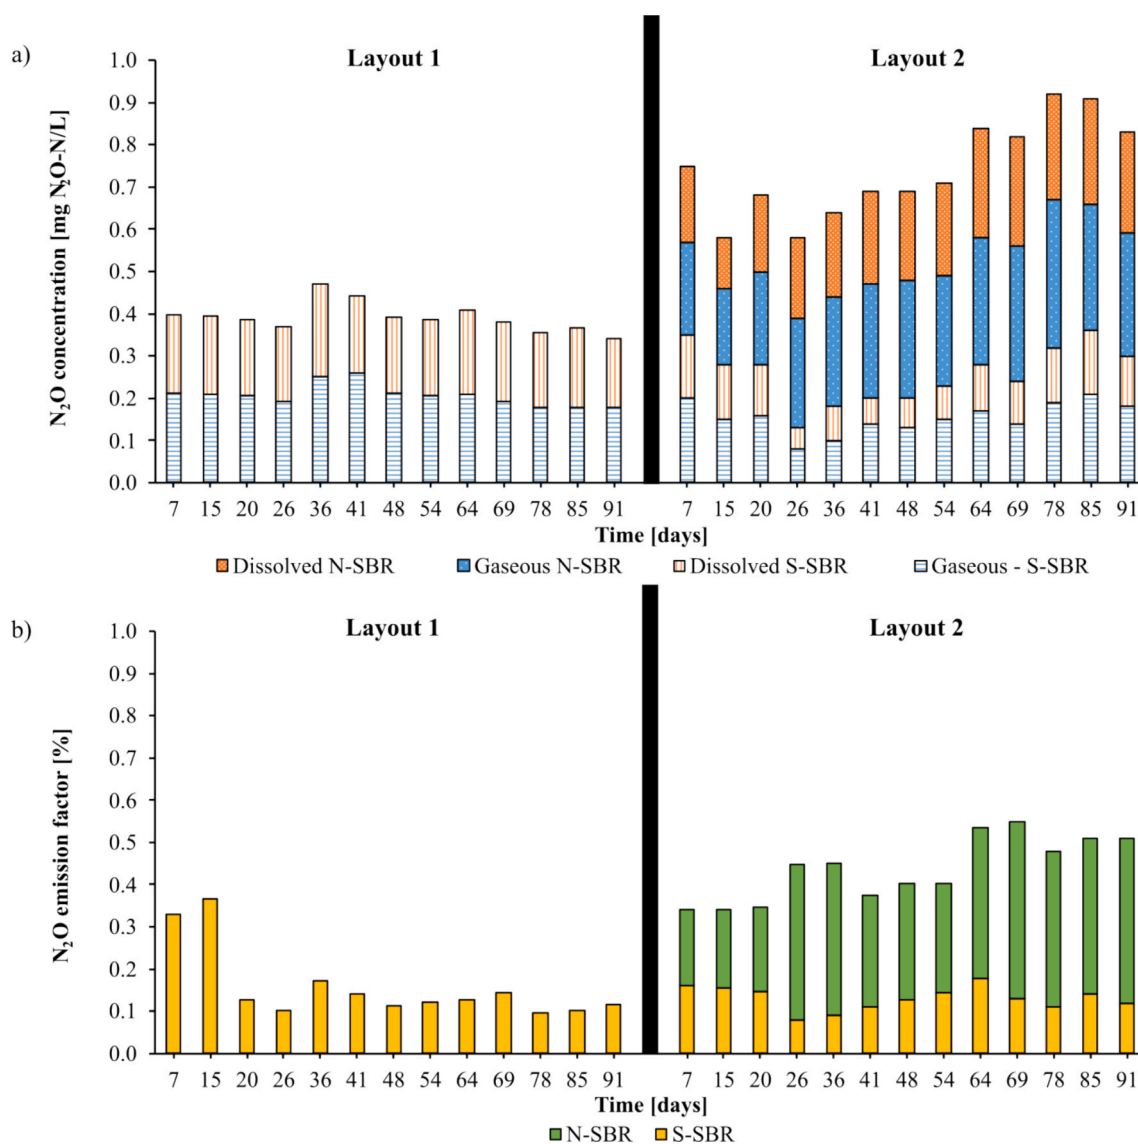 a)
Layout 1
Layout 2
N₂O concentration [mg N₂O-N/L]
1.0
0.9
0.8
0.7
0.6
0.5
0.4
0.3
0.2
0.1
0.0
7 15 20 26 36 41 48 54 64 69 78 85 91 7 15 20 26 36 41 48 54 64 69 78 85 91
Time [days]
Dissolved N-SBR Gaseous N-SBR Dissolved S-SBR Gaseous - S-SBR
b)
Layout 1
Layout 2
N₂O emission factor [%]
1.0
0.9
0.8
0.7
0.6
0.5
0.4
0.3
0.2
0.1
0.0
7 15 20 26 36 41 48 54 64 69 78 85 91 7 15 20 26 36 41 48 54 64 69 78 85 91
Time [days]
N-SBR S-SBR